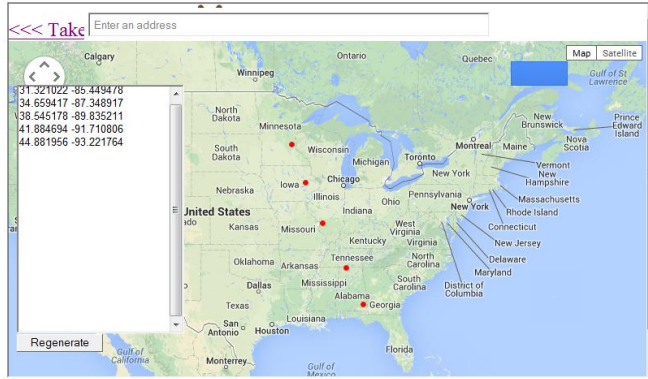 <<< Take
Enter an address
Map Satellite
Calgary
Ontario
Quebec
Winnipeg
Gulf of St
Lawrence
31.321022 -85.449478
34.659417 -87.348917
38.545178 -89.835211
41.884694 -91.710806
44.881956 -93.221764
North
Dakota
Minnesota
New
Brunswick
Prince
Edward
Island
Nova
Scotia
South
Dakota
Wisconsin
Michigan
Toronto
Montreal
Maine
Vermont
New York
New
Hampshire
Nebraska
Iowa
Chicago
Illinois
Indiana
Ohio
Pennsylvania
New York
Massachusetts
Rhode Island
Connecticut
United States
ado
Kansas
Missouri
West
Virginia
Kentucky
Virginia
New Jersey
Delaware
Maryland
District of
Columbia
Oklahoma
Arkansas
Tennessee
North
Carolina
South
Carolina
Dallas
Mississippi
Alabama
Georgia
Texas
Louisiana
San
Antonio
Houston
Florida
Regenerate
Gulf of
California
Monterrey
Gulf of
Mexico